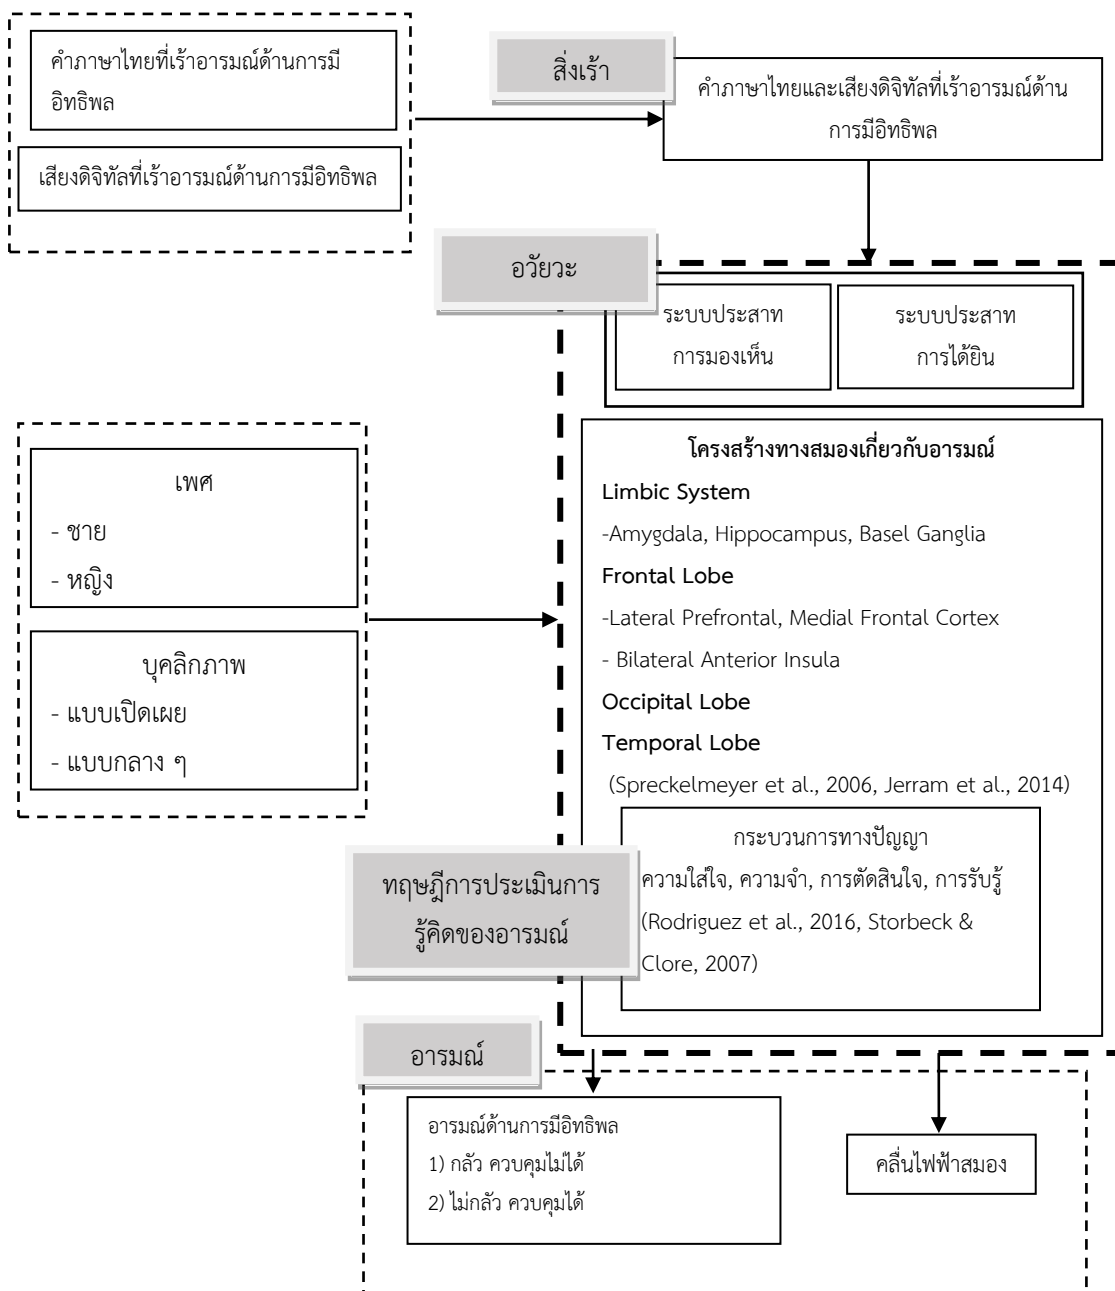 คำภาษาไทยที่เร้าอารมณ์ด้านการมี
อิทธิพล
เสียงดิจิทัลที่เร้าอารมณ์ด้านการมีอิทธิพล
สิ่งเร้า
คำภาษาไทยและเสียงดิจิทัลที่เร้าอารมณ์ด้าน
การมีอิทธิพล
อวัยวะ
ระบบประสาท
การมองเห็น
ระบบประสาท
การได้ยิน
เพศ
- ชาย
- หญิง
บุคลิกภาพ
- แบบเปิดเผย
- แบบกลาง ๆ
โครงสร้างทางสมองเกี่ยวกับอารมณ์
Limbic System
-Amygdala, Hippocampus, Basel Ganglia
Frontal Lobe
-Lateral Prefrontal, Medial Frontal Cortex
- Bilateral Anterior Insula
Occipital Lobe
Temporal Lobe
(Spreckelmeyer et al., 2006, Jerram et al., 2014)
กระบวนการทางปัญญา
ความใส่ใจ, ความจำ, การตัดสินใจ, การรับรู้
(Rodriguez et al., 2016, Storbeck &
Clore, 2007)
ทฤษฎีการประเมินการ
รู้คิดของอารมณ์
อารมณ์
อารมณ์ด้านการมีอิทธิพล
1) กลัว ควบคุมไม่ได้
2) ไม่กลัว ควบคุมได้
คลื่นไฟฟ้าสมอง